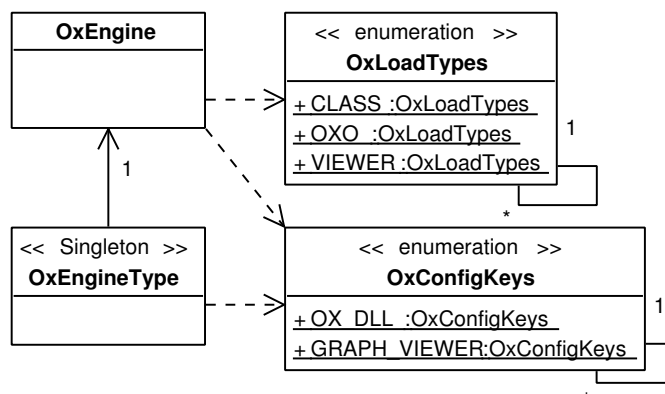 OxEngine
<< enumeration >>
OxLoadTypes
+ CLASS :OxLoadTypes
+ OXO :OxLoadTypes
+ VIEWER :OxLoadTypes
1
*
1
<< Singleton >>
OxEngineType
<< enumeration >>
OxConfigKeys
+ OX_DLL :OxConfigKeys
+ GRAPH_VIEWER:OxConfigKeys
1
*